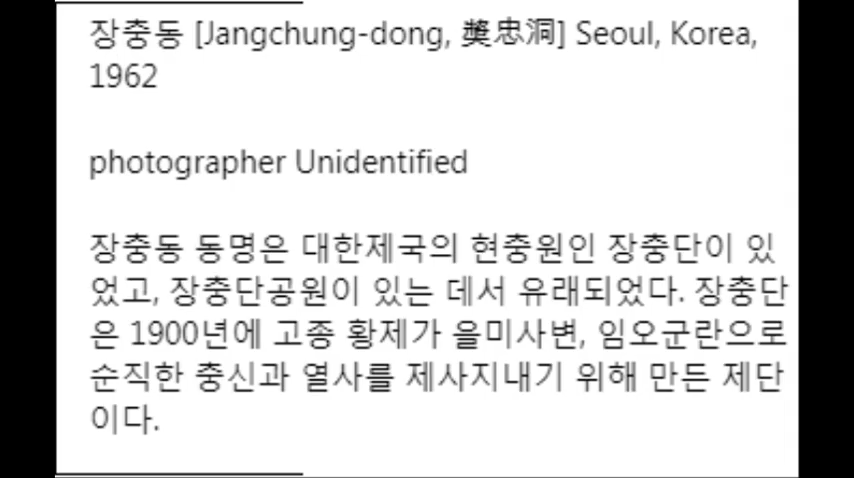 장충동 [Jangchung-dong, 奬忠洞] Seoul, Korea,
1962
photographer Unidentified
장충동 동명은 대한제국의 현충원인 장충단이 있
었고, 장충단공원이 있는 데서 유래되었다. 장충단
은 1900년에 고종 황제가 을미사변, 임오군란으로
순직한 충신과 열사를 제사지내기 위해 만든 제단
이다.